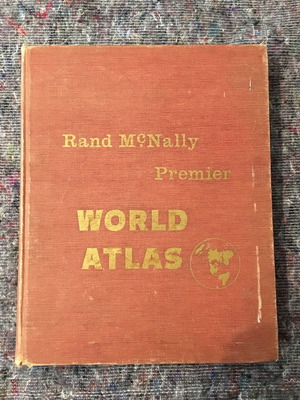 Rand McNally
Premier
WORLD
ATLAS